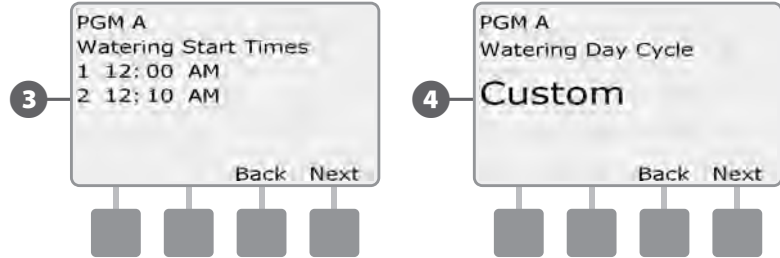 PGM A
Watering Start Times
1 12:00 AM
2 12:10 AM
3
Back Next
PGM A
Watering Day Cycle
4
Custom
Back Next